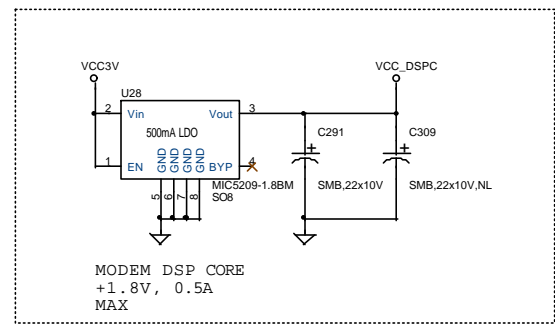 VCC3V
VCC_DSPC
U28
2
Vin
Vout
3
500mA LDO
1
EN
GND
GND
GND
GND
BYP
4
MIC5209-1.8BM
SO8
5
6
7
8
C291
+
SMB,22x10V
C309
+
SMB,22x10V,NL
MODEM DSP CORE
+1.8V, 0.5A
MAX